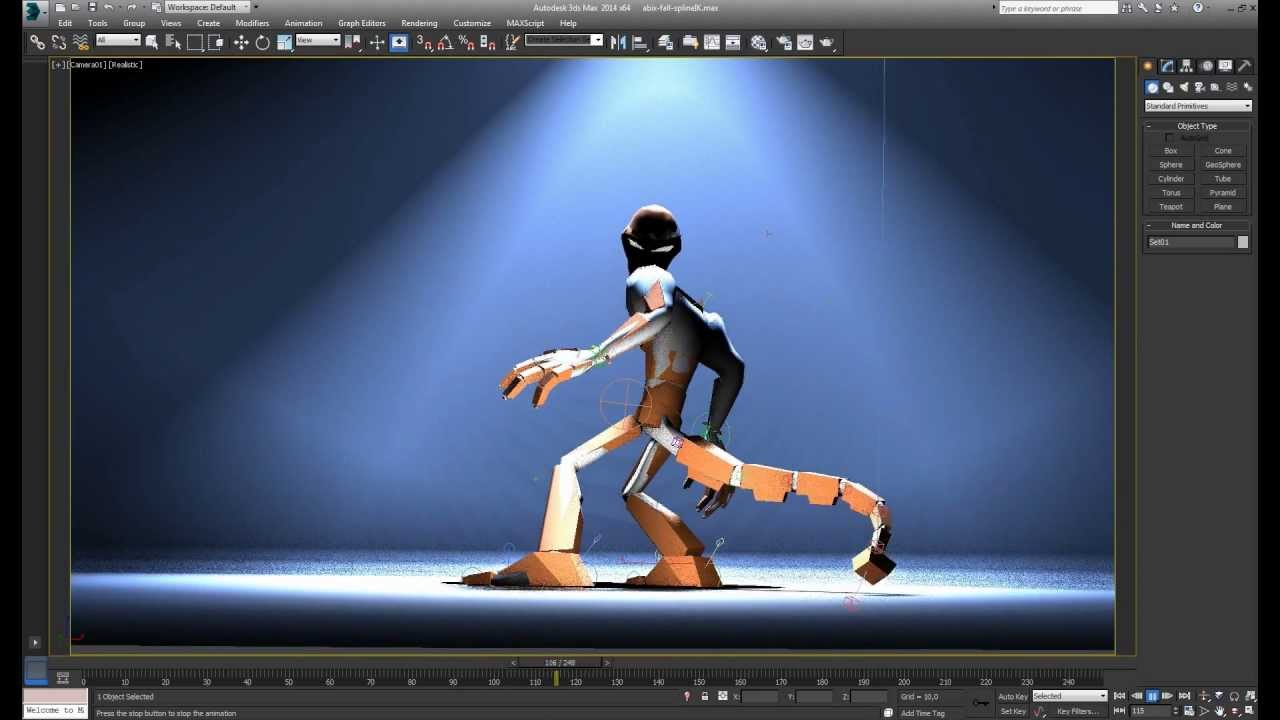 Workspace: Default
Autodesk 3ds Max 2014 x64 abix-fall-splineIK.max
Type a keyword or phrase
Edit Tools Group Views Create Modifiers Animation Graph Editors Rendering Customize MAXScript Help
All
View
3
[+][Camera01] [Realistic]
Standard Primitives
Object Type
AutoGrid
Box Cone
Sphere GeoSphere
Cylinder Tube
Torus Pyramid
Teapot Plane
Name and Color
Set01
< 106 / 248 >
0 10 20 30 40 50 60 70 80 90 100 110 120 130 140 150 160 170 180 190 200 210 220 230 240
1 Object Selected
X: Y: Z: Grid = 10,0
Auto Key Selected
Welcome to M
Press the stop button to stop the animation
Add Time Tag
Set Key Key Filters...
115